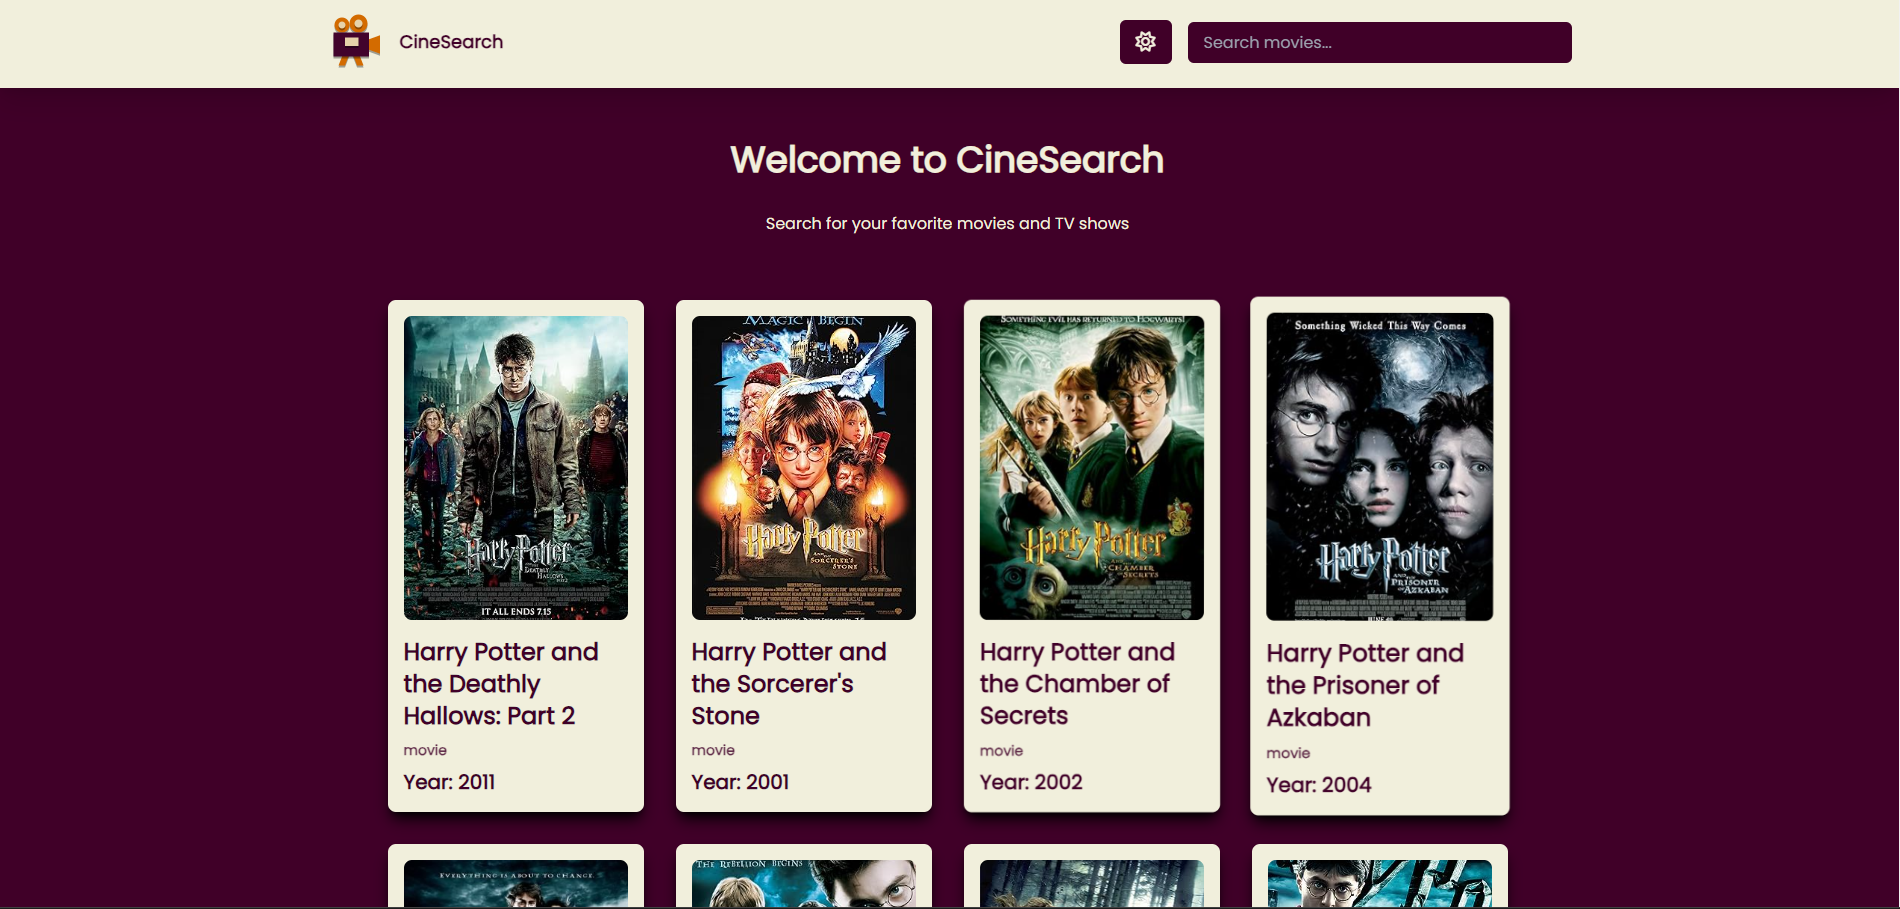 CineSearch
Search movies...
Welcome to CineSearch
Search for your favorite movies and TV shows
Harry Potter
AND THE
DEATHLY
HALLOWS
PART 2
IT ALL ENDS 7.15
Harry Potter and
the Deathly
Hallows: Part 2
movie
Year: 2011
MAGIC BEGIN
Harry Potter
AND THE
SORCERER'S
STONE
Harry Potter and
the Sorcerer's
Stone
movie
Year: 2001
SOMETHING EVIL HAS RETURNED TO HOGWARTS!
Harry Potter
AND THE
CHAMBER
OF
SECRETS
Harry Potter and
the Chamber of
Secrets
movie
Year: 2002
Something Wicked This Way Comes
Harry Potter
AND THE
PRISONER
OF AZKABAN
Harry Potter and
the Prisoner of
Azkaban
movie
Year: 2004
EVERYTHING IS ABOUT TO CHANGE
THE REBELLION BEGINS